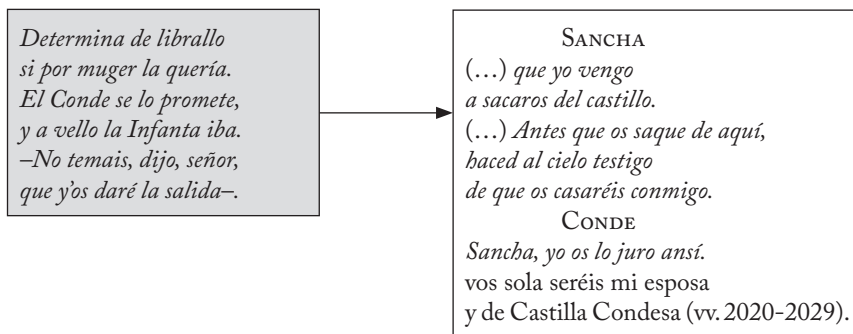 Determina de librallo
si por muger la quería.
El Conde se lo promete,
y a vello la Infanta iba.
–No temais, dijo, señor,
que y'os daré la salida–.
SANCHA
(…) que yo vengo
a sacaros del castillo.
(…) Antes que os saque de aquí,
haced al cielo testigo
de que os casaréis conmigo.
CONDE
Sancha, yo os lo juro ansí.
vos sola seréis mi esposa
y de Castilla Condesa (vv. 2020-2029).